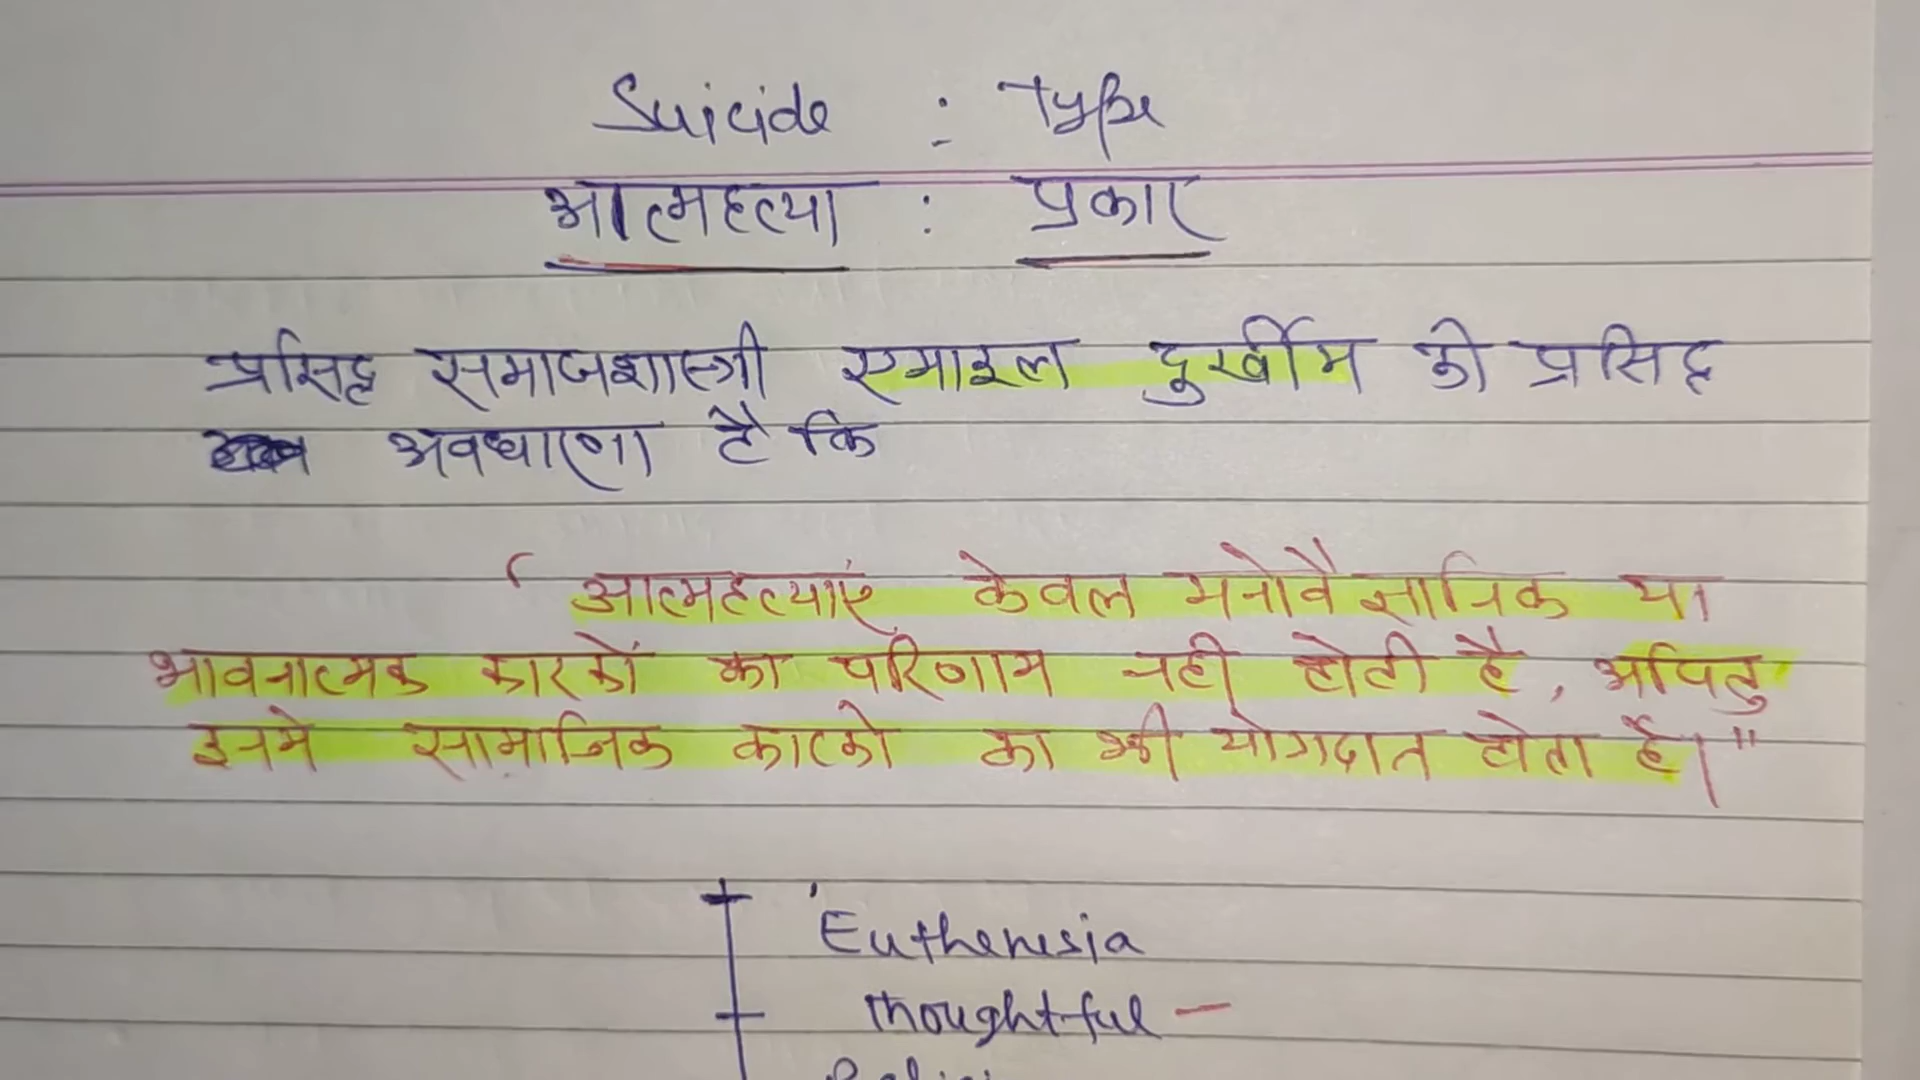 Suicide : Type
आत्महत्या : प्रकार
प्रसिद्ध समाजशास्त्री एमाइल दुर्खीम की प्रसिद्ध
अवधारणा है कि
“ आत्महत्याएं केवल मनोवैज्ञानिक या
भावनात्मक कारकों का परिणाम नही होती है, अपितु
इनमे सामाजिक कारको का भी योगदान होता है।"
'Euthenesia
Thoughtful –